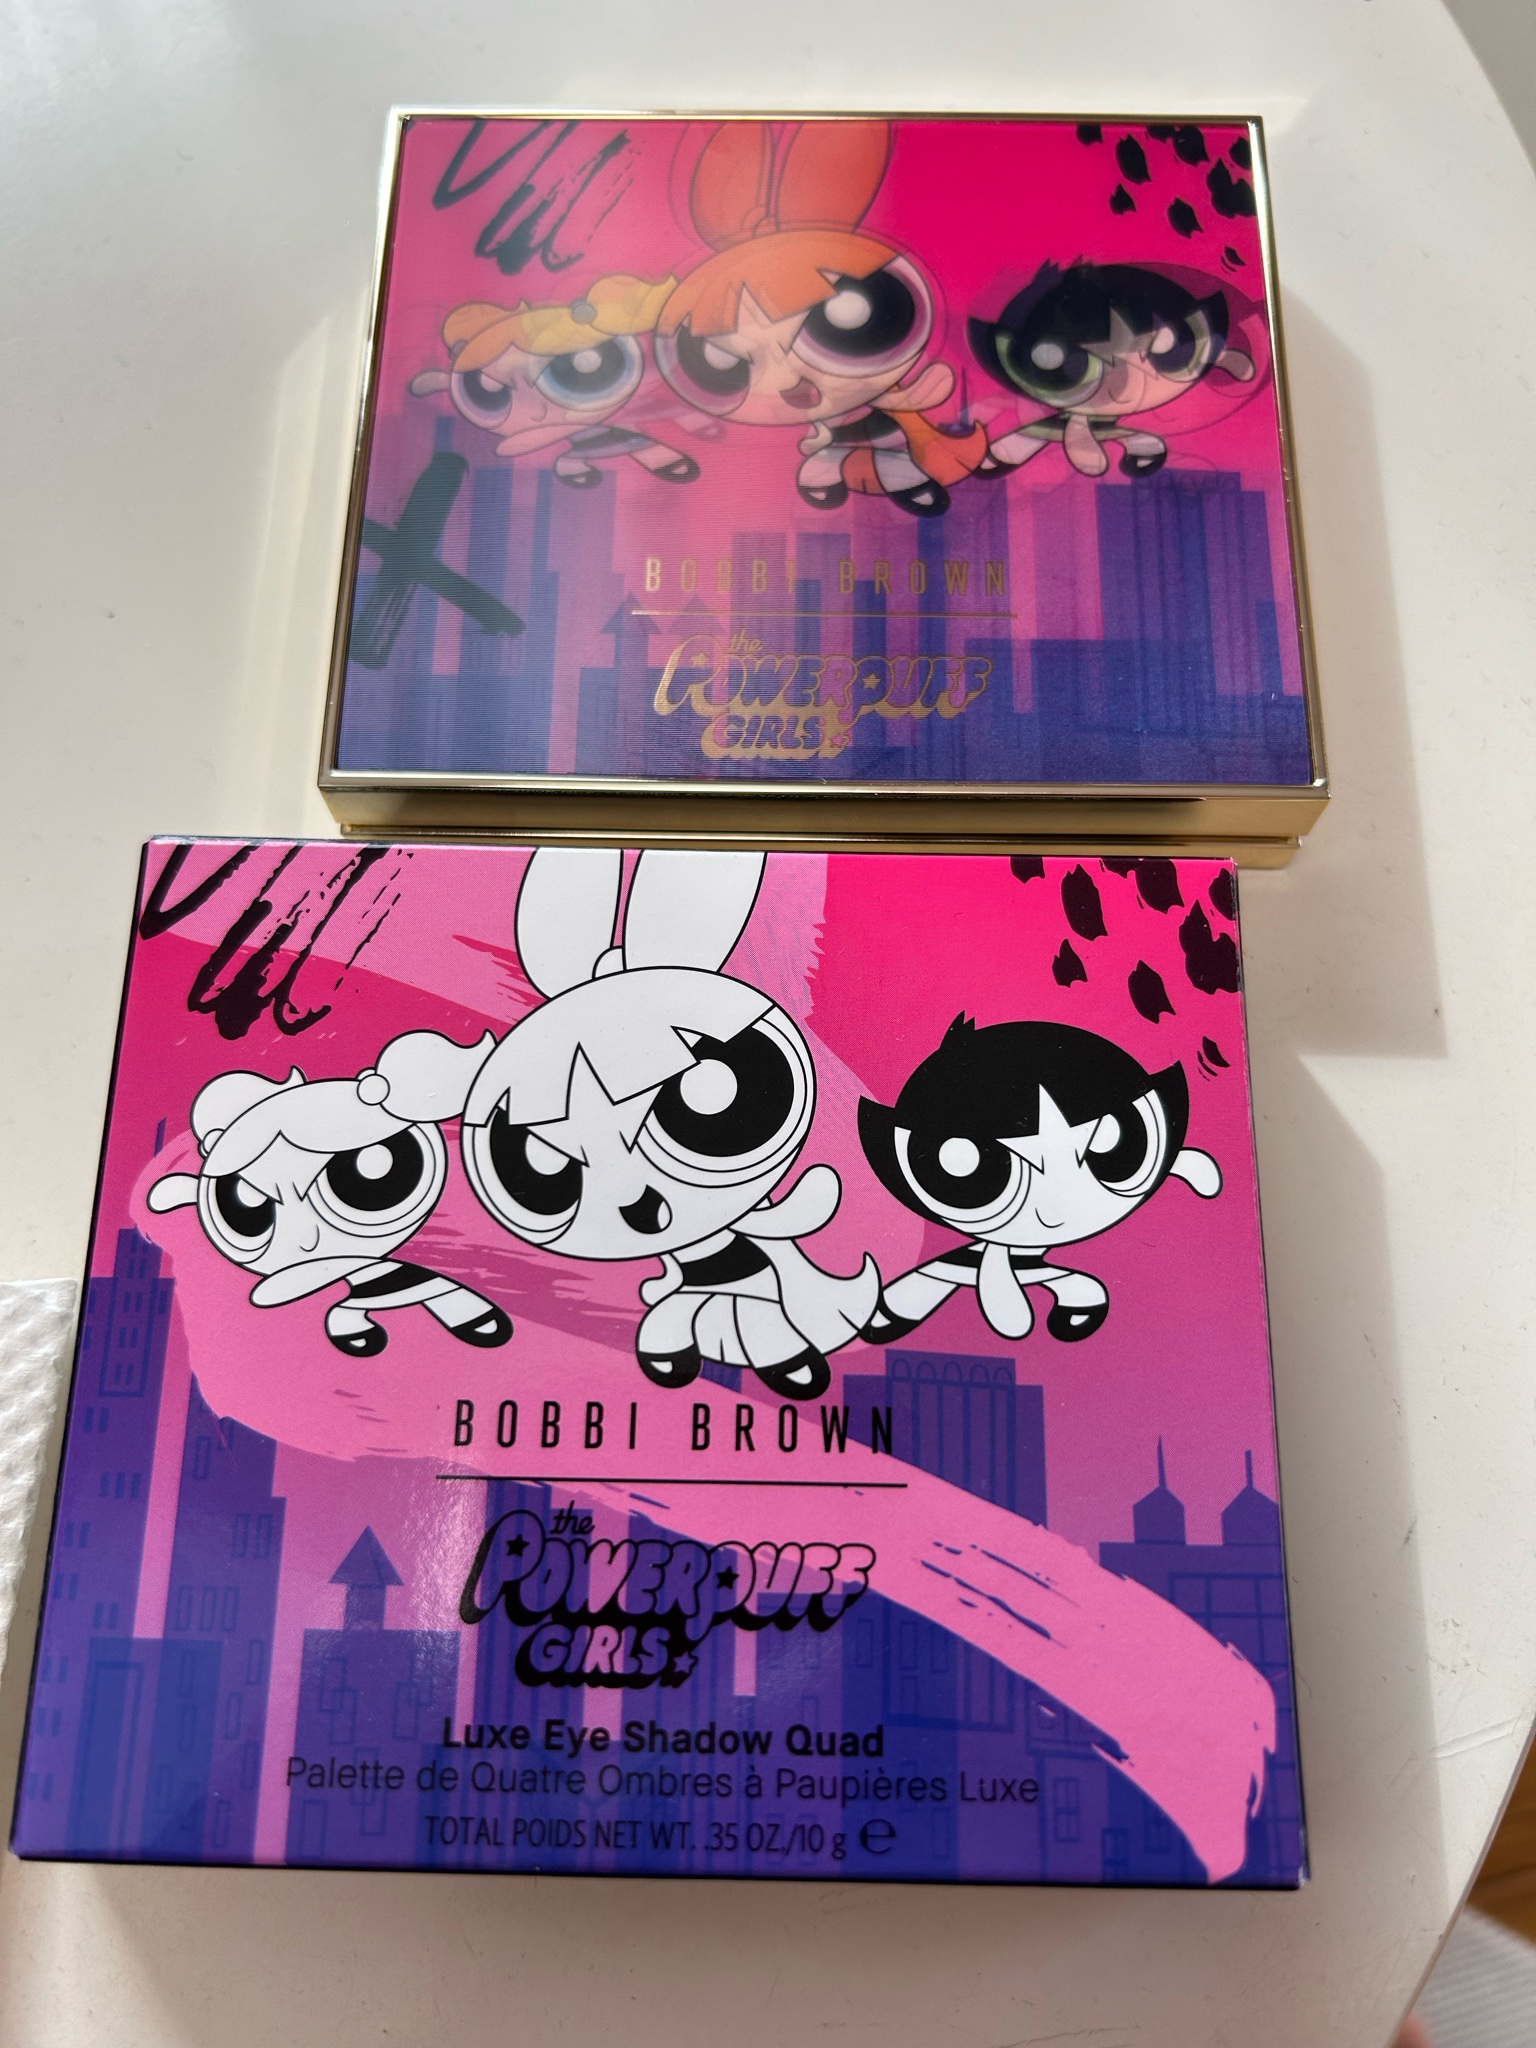 BOBBI BROWN
the
POWERPUFF
GIRLS
BOBBI BROWN
the
POWERPUFF
GIRLS
Luxe Eye Shadow Quad
Palette de Quatre Ombres à Paupières Luxe
TOTAL POIDS NET WT. .35 OZ./10 g ℮